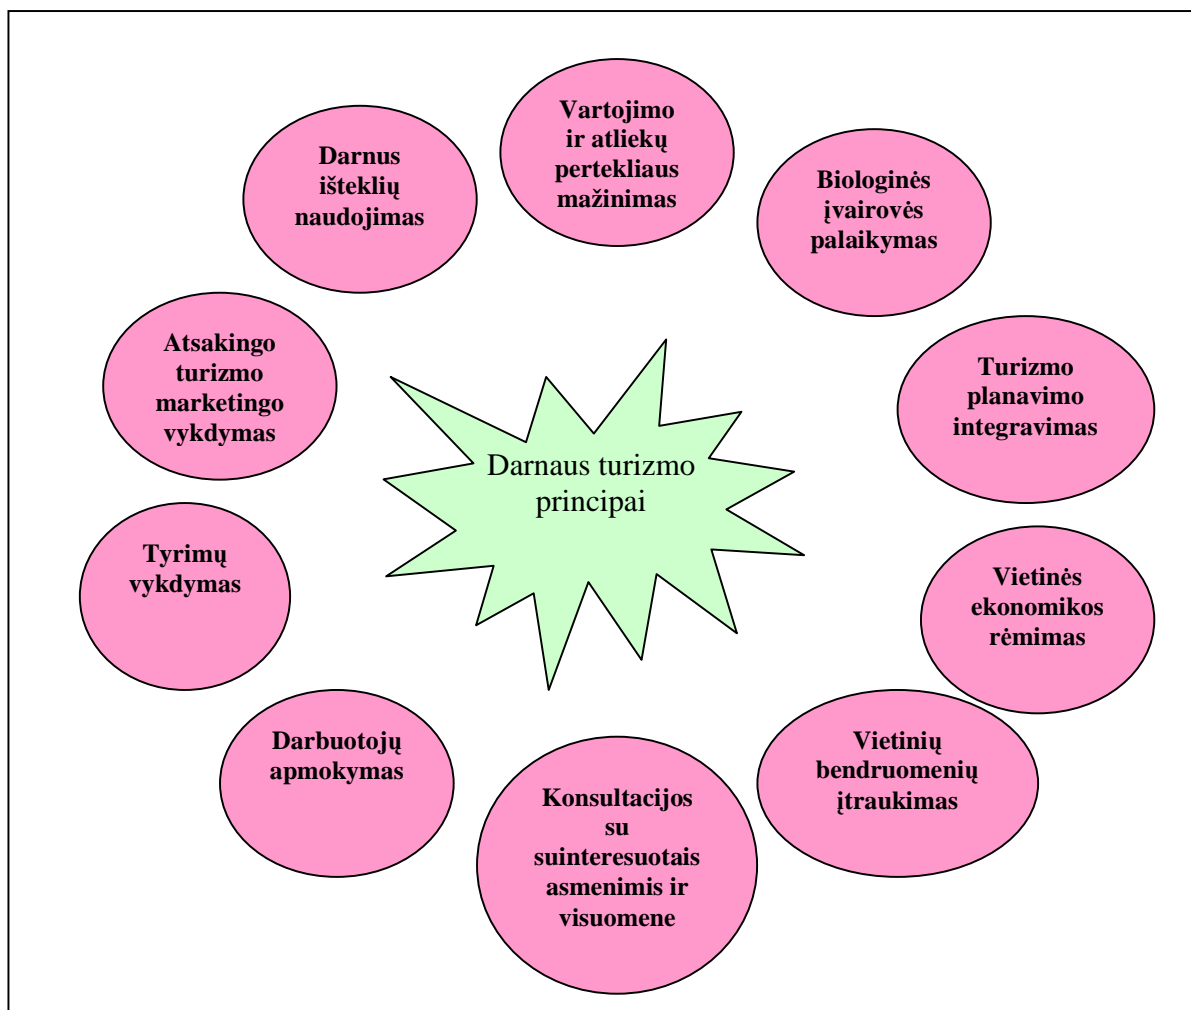 Vartojimo
ir atliekų
pertekliaus
mažinimas
Darnus
išteklių
naudojimas
Biologinės
įvairovės
palaikymas
Atsakingo
turizmo
marketingo
vykdymas
Turizmo
planavimo
integravimas
Darnaus turizmo
principai
Tyrimų
vykdymas
Vietinės
ekonomikos
rėmimas
Darbuotojų
apmokymas
Vietinių
bendruomenių
įtraukimas
Konsultacijos
su
suinteresuotais
asmenimis ir
visuomene